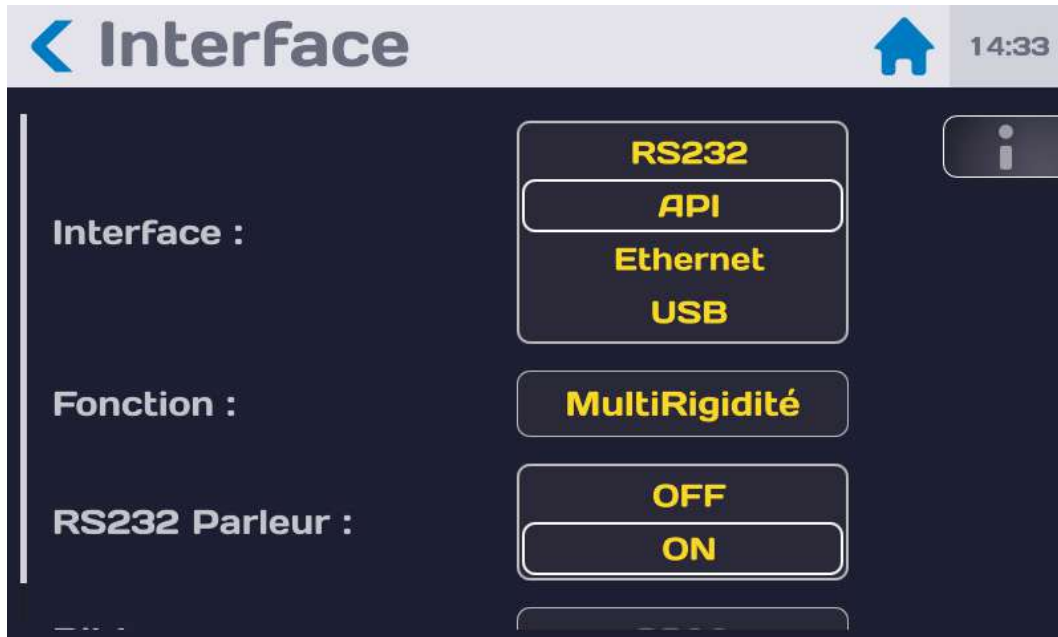 Interface
14:33
Interface :
RS232
API
Ethernet
USB
Fonction :
MultiRigidité
RS232 Parleur :
OFF
ON